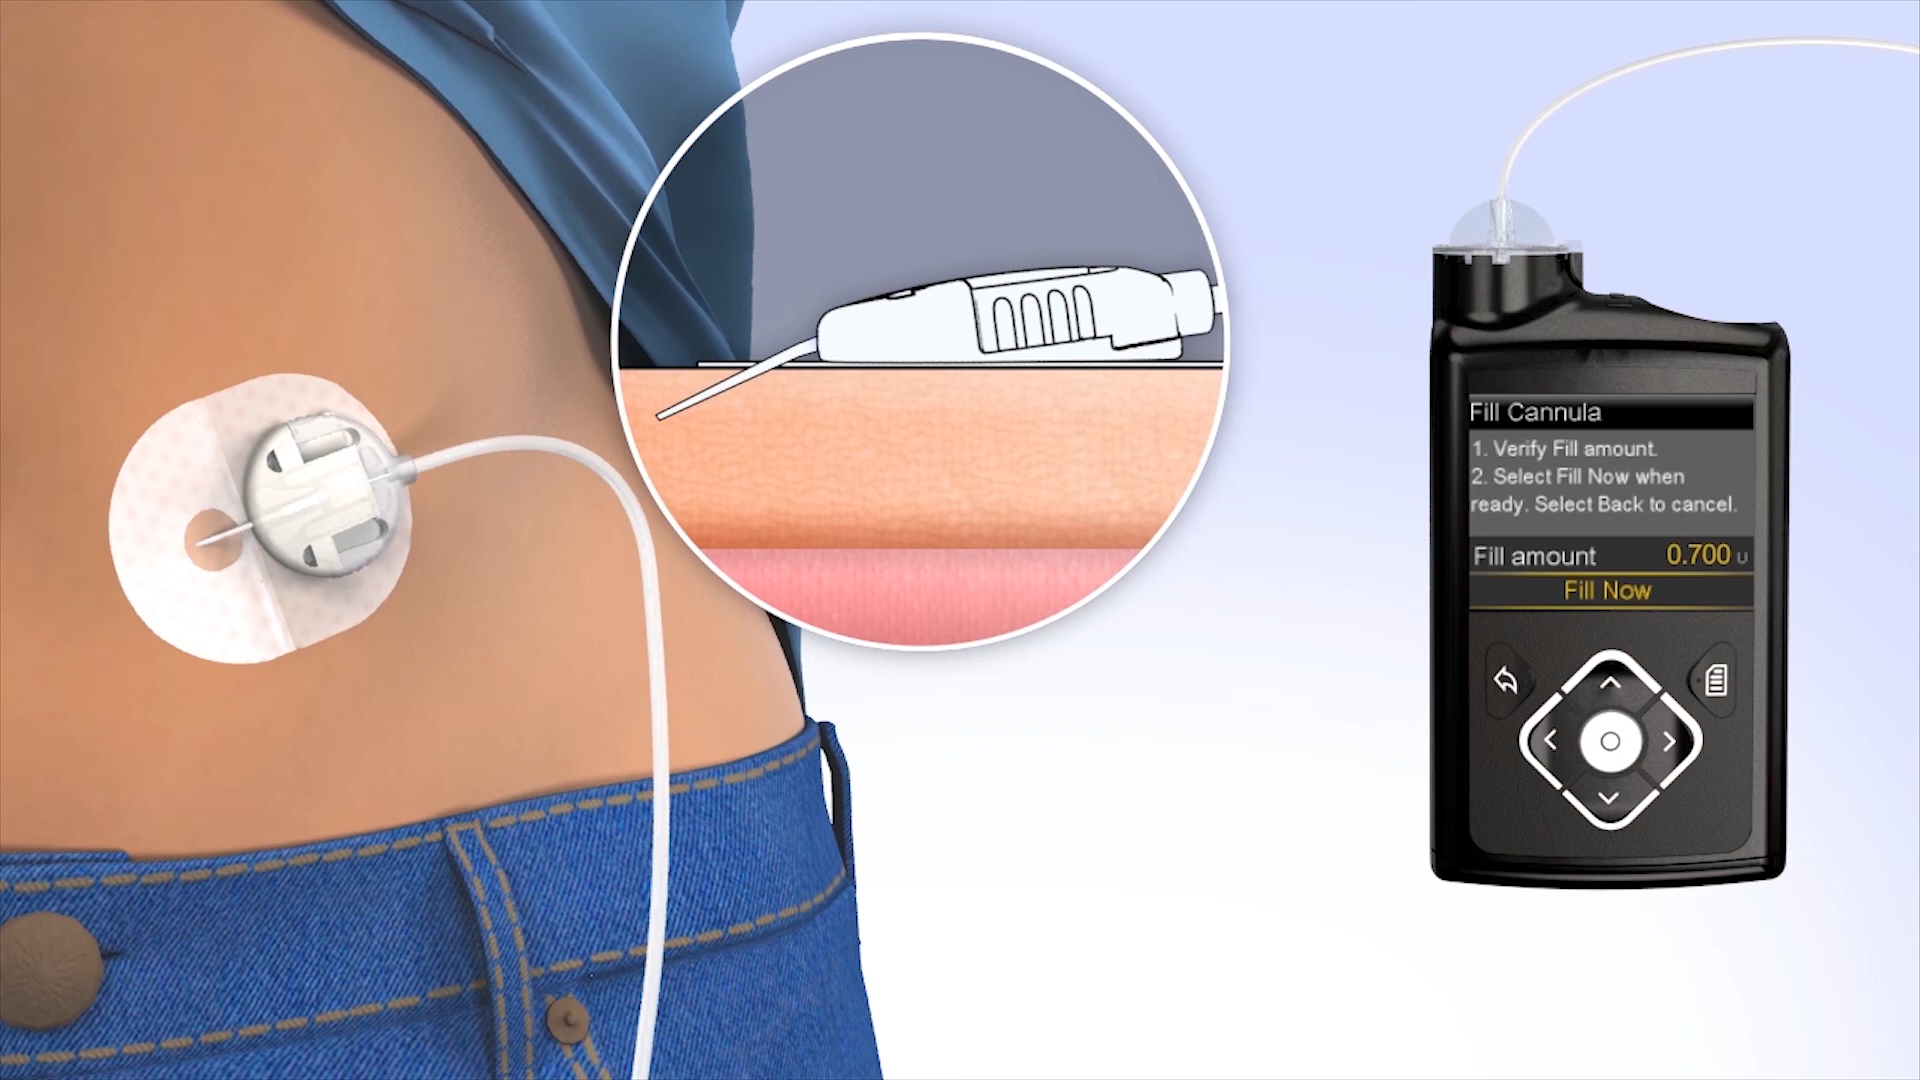 Fill Cannula
1. Verify Fill amount.
2. Select Fill Now when
ready. Select Back to cancel.
Fill amount 0.700 U
Fill Now